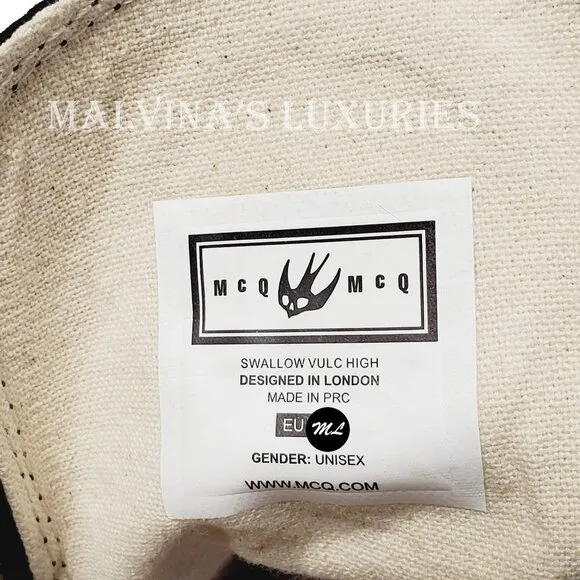 MALVINA'S LUXURIES
McQ McQ
SWALLOW VULC HIGH
DESIGNED IN LONDON
MADE IN PRC
EU ML
GENDER: UNISEX
WWW.MCQ.COM